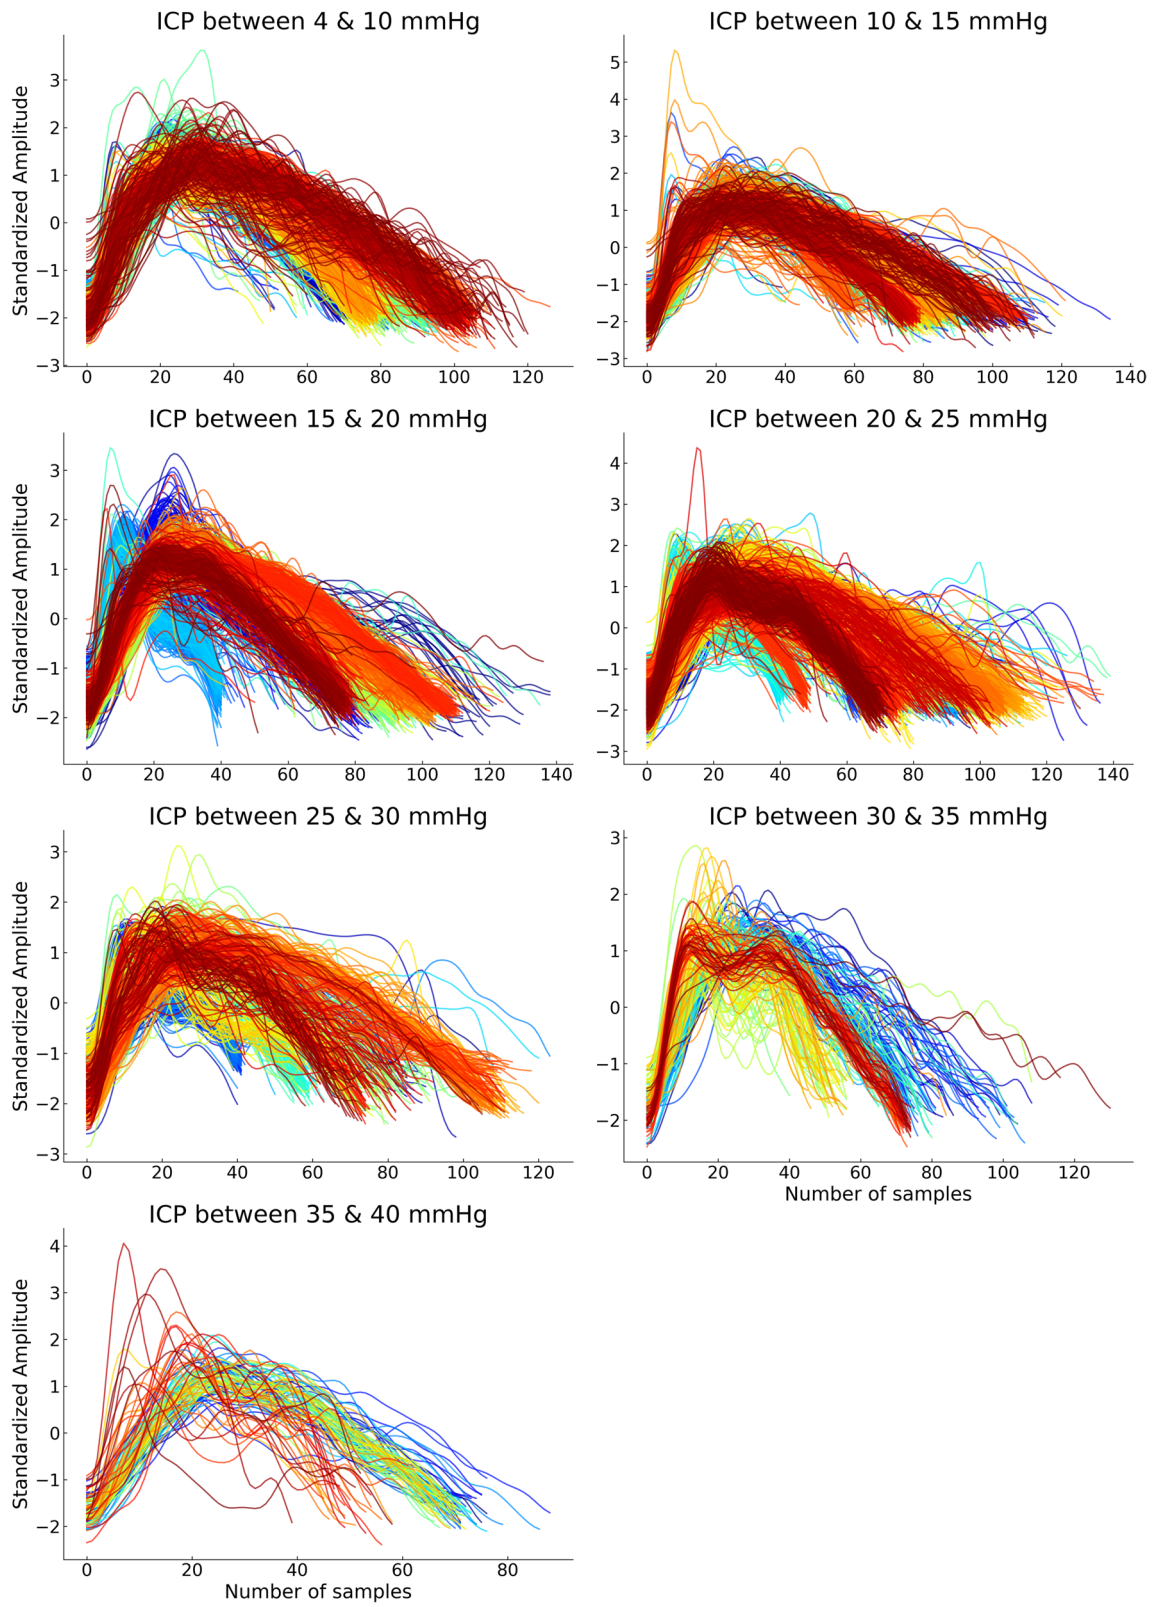 ICP between 4 & 10 mmHg
Standardized Amplitude
3
2
1
0
−1
−2
−3
0 20 40 60 80 100 120
ICP between 10 & 15 mmHg
5
4
3
2
1
0
−1
−2
−3
0 20 40 60 80 100 120 140
ICP between 15 & 20 mmHg
Standardized Amplitude
3
2
1
0
−1
−2
0 20 40 60 80 100 120 140
ICP between 20 & 25 mmHg
4
3
2
1
0
−1
−2
−3
0 20 40 60 80 100 120 140
ICP between 25 & 30 mmHg
Standardized Amplitude
3
2
1
0
−1
−2
−3
0 20 40 60 80 100 120
ICP between 30 & 35 mmHg
3
2
1
0
−1
−2
0 20 40 60 80 100 120
Number of samples
ICP between 35 & 40 mmHg
Standardized Amplitude
4
3
2
1
0
−1
−2
0 20 40 60 80
Number of samples